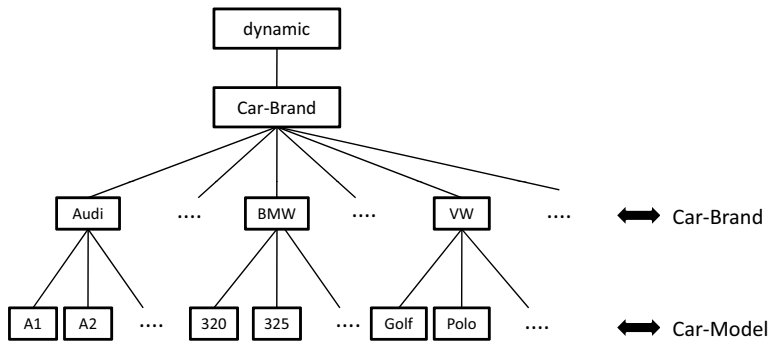 dynamic
Car-Brand
Audi .... BMW .... VW .... Car-Brand
A1 A2 .... 320 325 .... Golf Polo .... Car-Model